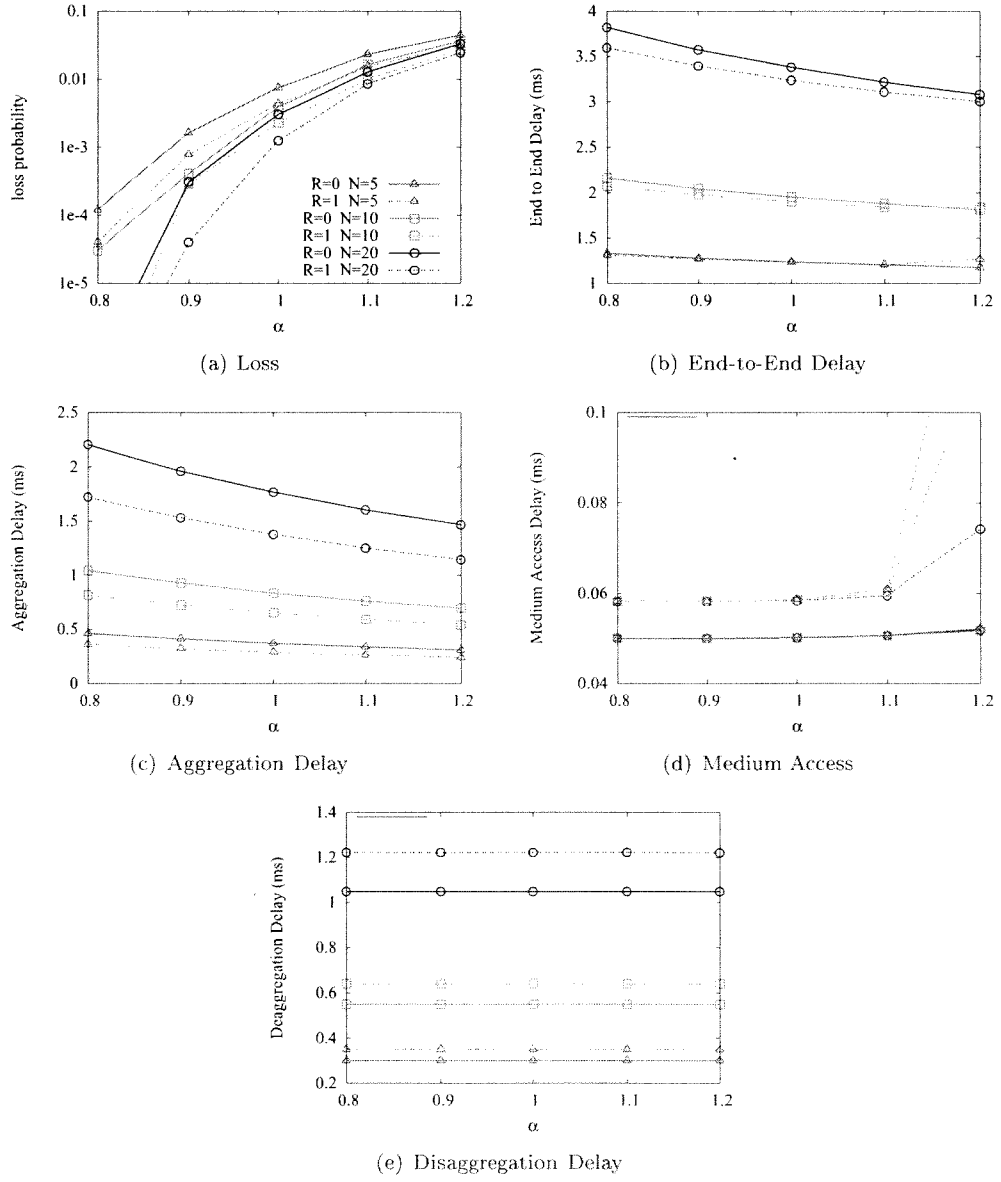 0.1
0.01
1e-3
1e-4
1e-5
loss probability
R=0 N=5
R=1 N=5
R=0 N=10
R=1 N=10
R=0 N=20
R=1 N=20
0.8 0.9 1 1.1 1.2
α
(a) Loss
4
3.5
3
2.5
2
1.5
1
End to End Delay (ms)
0.8 0.9 1 1.1 1.2
α
(b) End-to-End Delay
2.5
2
1.5
1
0.5
0
Aggregation Delay (ms)
0.8 0.9 1 1.1 1.2
α
(c) Aggregation Delay
0.1
0.08
0.06
0.04
Medium Access Delay (ms)
0.8 0.9 1 1.1 1.2
α
(d) Medium Access
1.4
1.2
1
0.8
0.6
0.4
0.2
Deaggregation Delay (ms)
0.8 0.9 1 1.1 1.2
α
(e) Disaggregation Delay